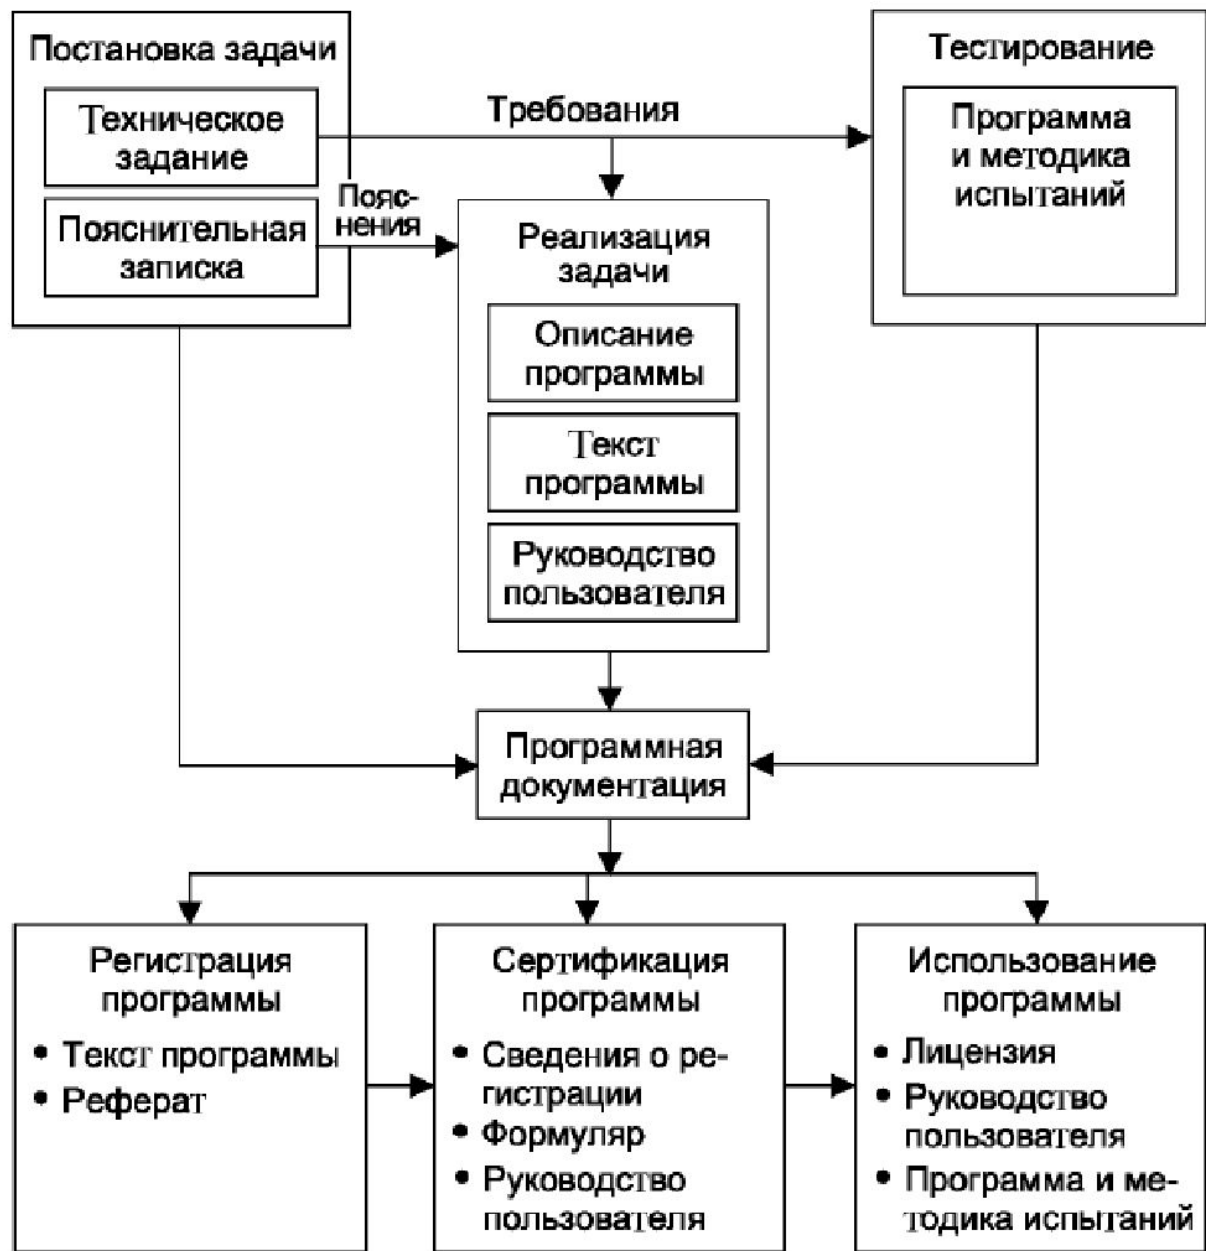 Постановка задачи
Техническое
задание
Пояснительная
записка
Требования
Пояс-
нения
Тестирование
Программа
и методика
испытаний
Реализация
задачи
Описание
программы
Текст
программы
Руководство
пользователя
Программная
документация
Регистрация
программы
• Текст программы
• Реферат
Сертификация
программы
• Сведения о ре-
гистрации
• Формуляр
• Руководство
пользователя
Использование
программы
• Лицензия
• Руководство
пользователя
• Программа и ме-
тодика испытаний